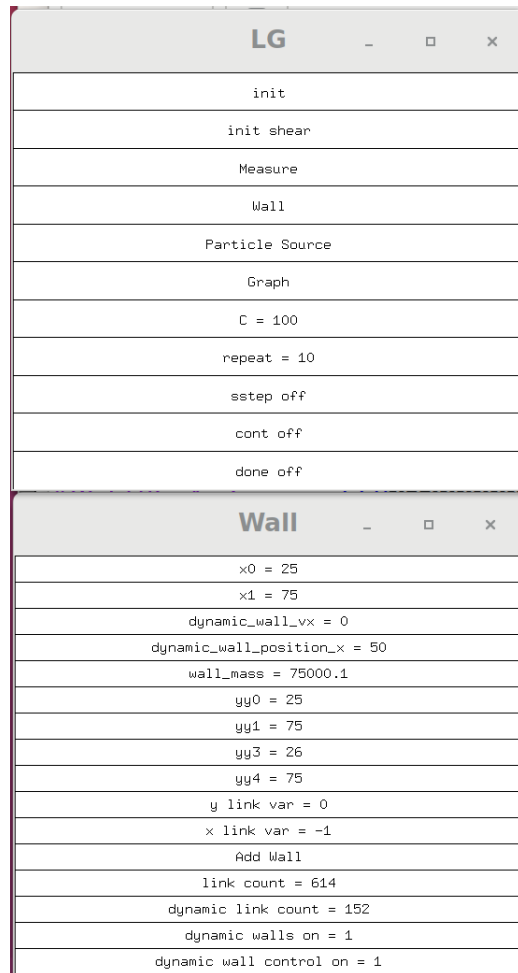 LG
init
init shear
Measure
Wall
Particle Source
Graph
C = 100
repeat = 10
sstep off
cont off
done off
Wall
x0 = 25
x1 = 75
dynamic_wall_vx = 0
dynamic_wall_position_x = 50
wall_mass = 75000.1
yy0 = 25
yy1 = 75
yy3 = 26
yy4 = 75
y link var = 0
x link var = -1
Add Wall
link count = 614
dynamic link count = 152
dynamic walls on = 1
dynamic wall control on = 1